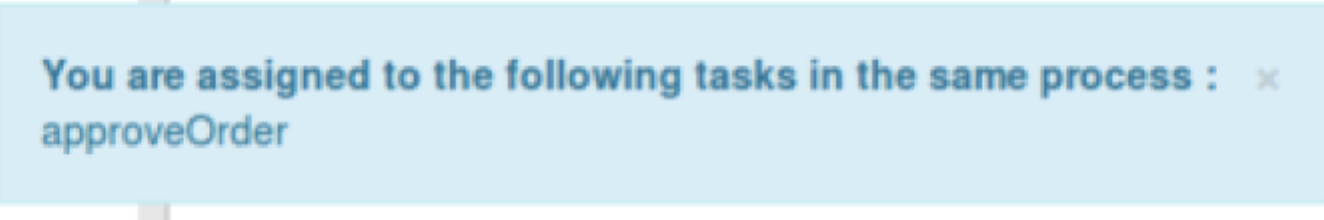 You are assigned to the following tasks in the same process : ×
approveOrder